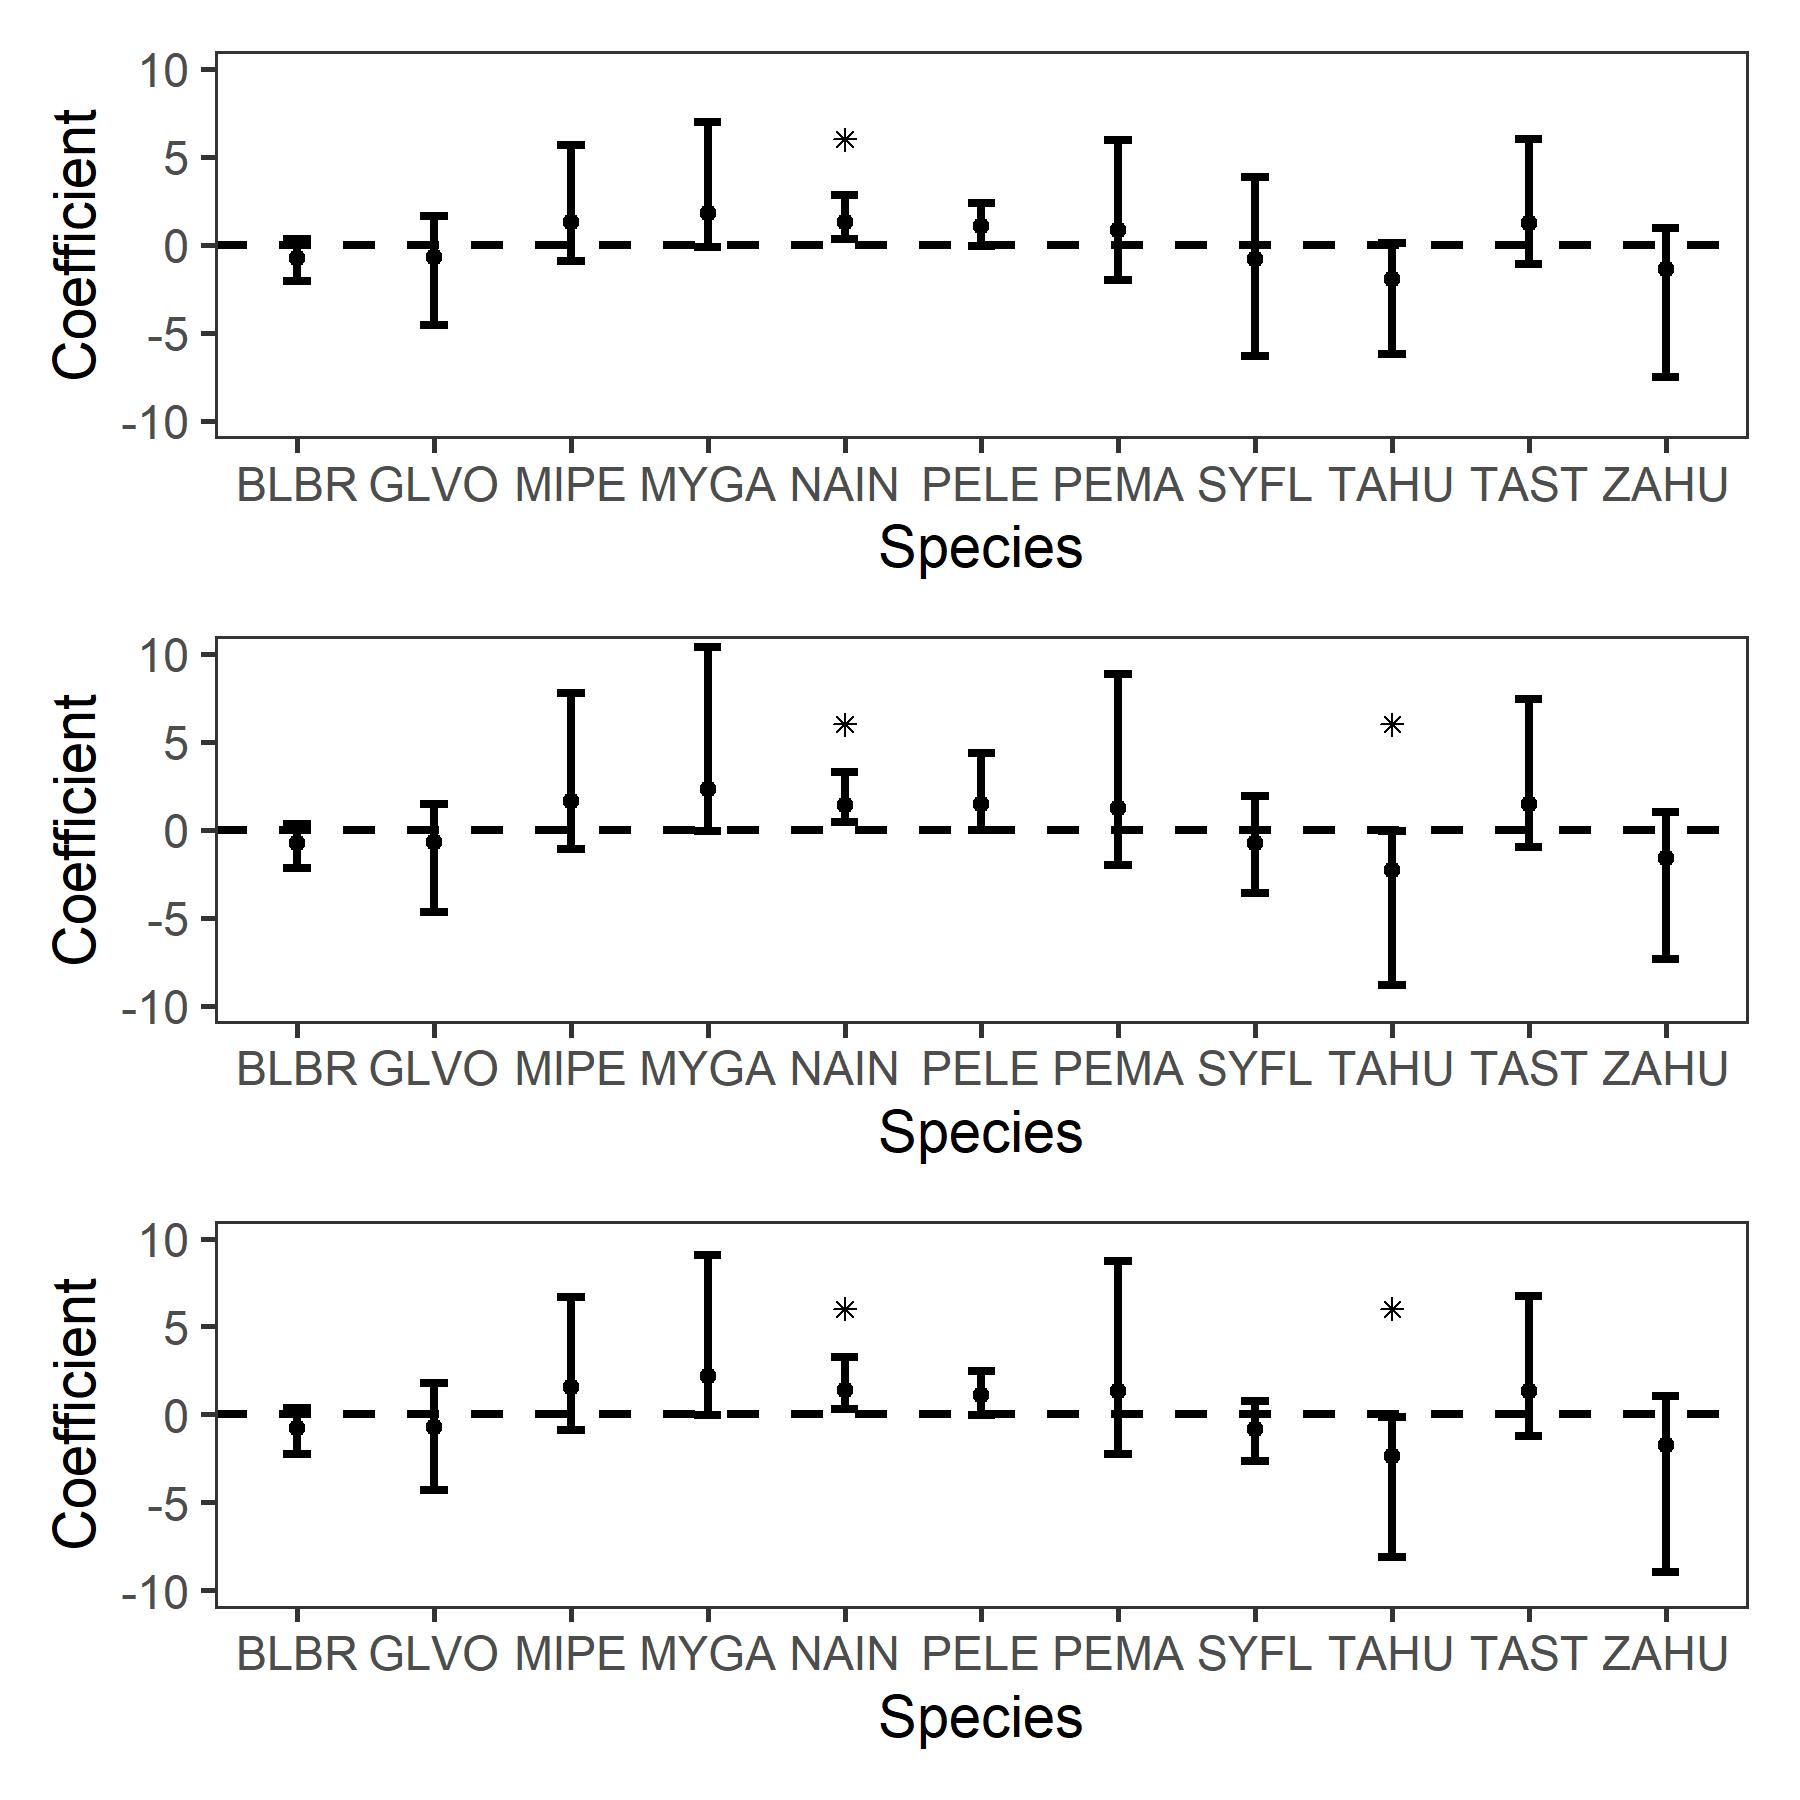 Coefficient
10
5
0
-5
-10
BLBR GLVO MIPE MYGA NAIN PELE PEMA SYFL TAHU TAST ZAHU
Species
Coefficient
10
5
0
-5
-10
BLBR GLVO MIPE MYGA NAIN PELE PEMA SYFL TAHU TAST ZAHU
Species
Coefficient
10
5
0
-5
-10
BLBR GLVO MIPE MYGA NAIN PELE PEMA SYFL TAHU TAST ZAHU
Species